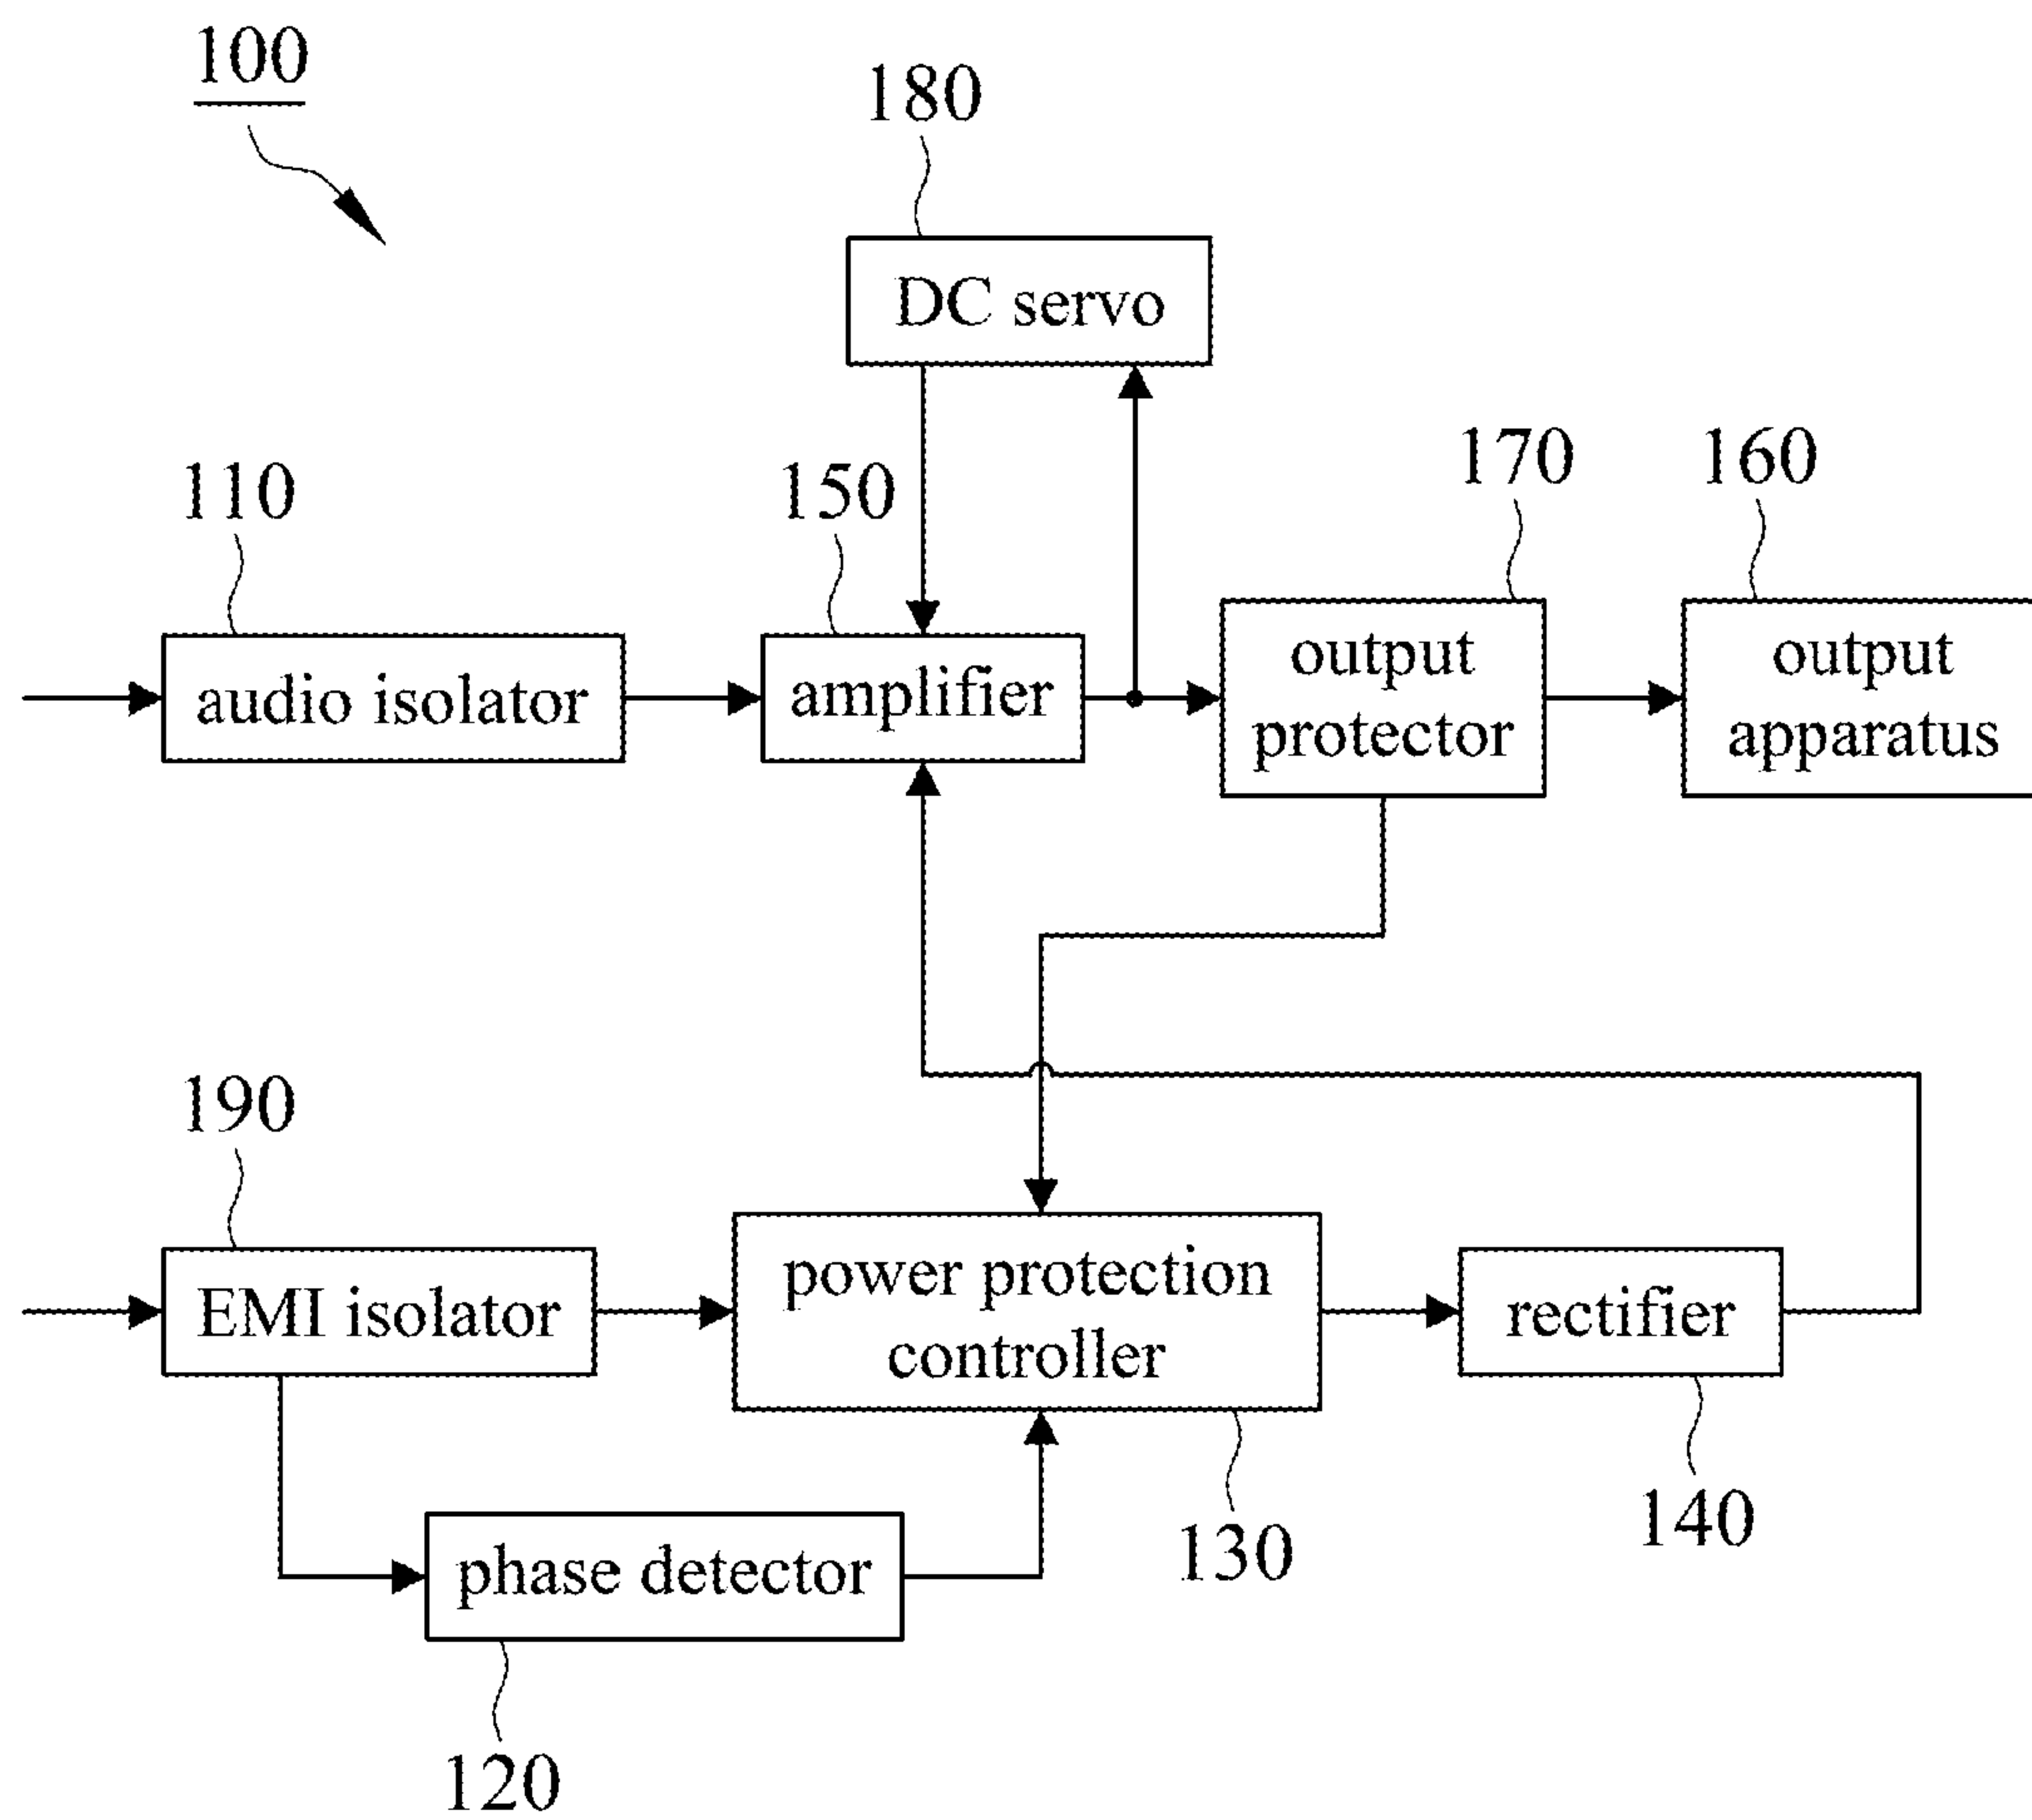 100
180
DC servo
110
150
170
160
audio isolator
amplifier
output
protector
output
apparatus
190
EMI isolator
power protection
controller
rectifier
140
130
phase detector
120